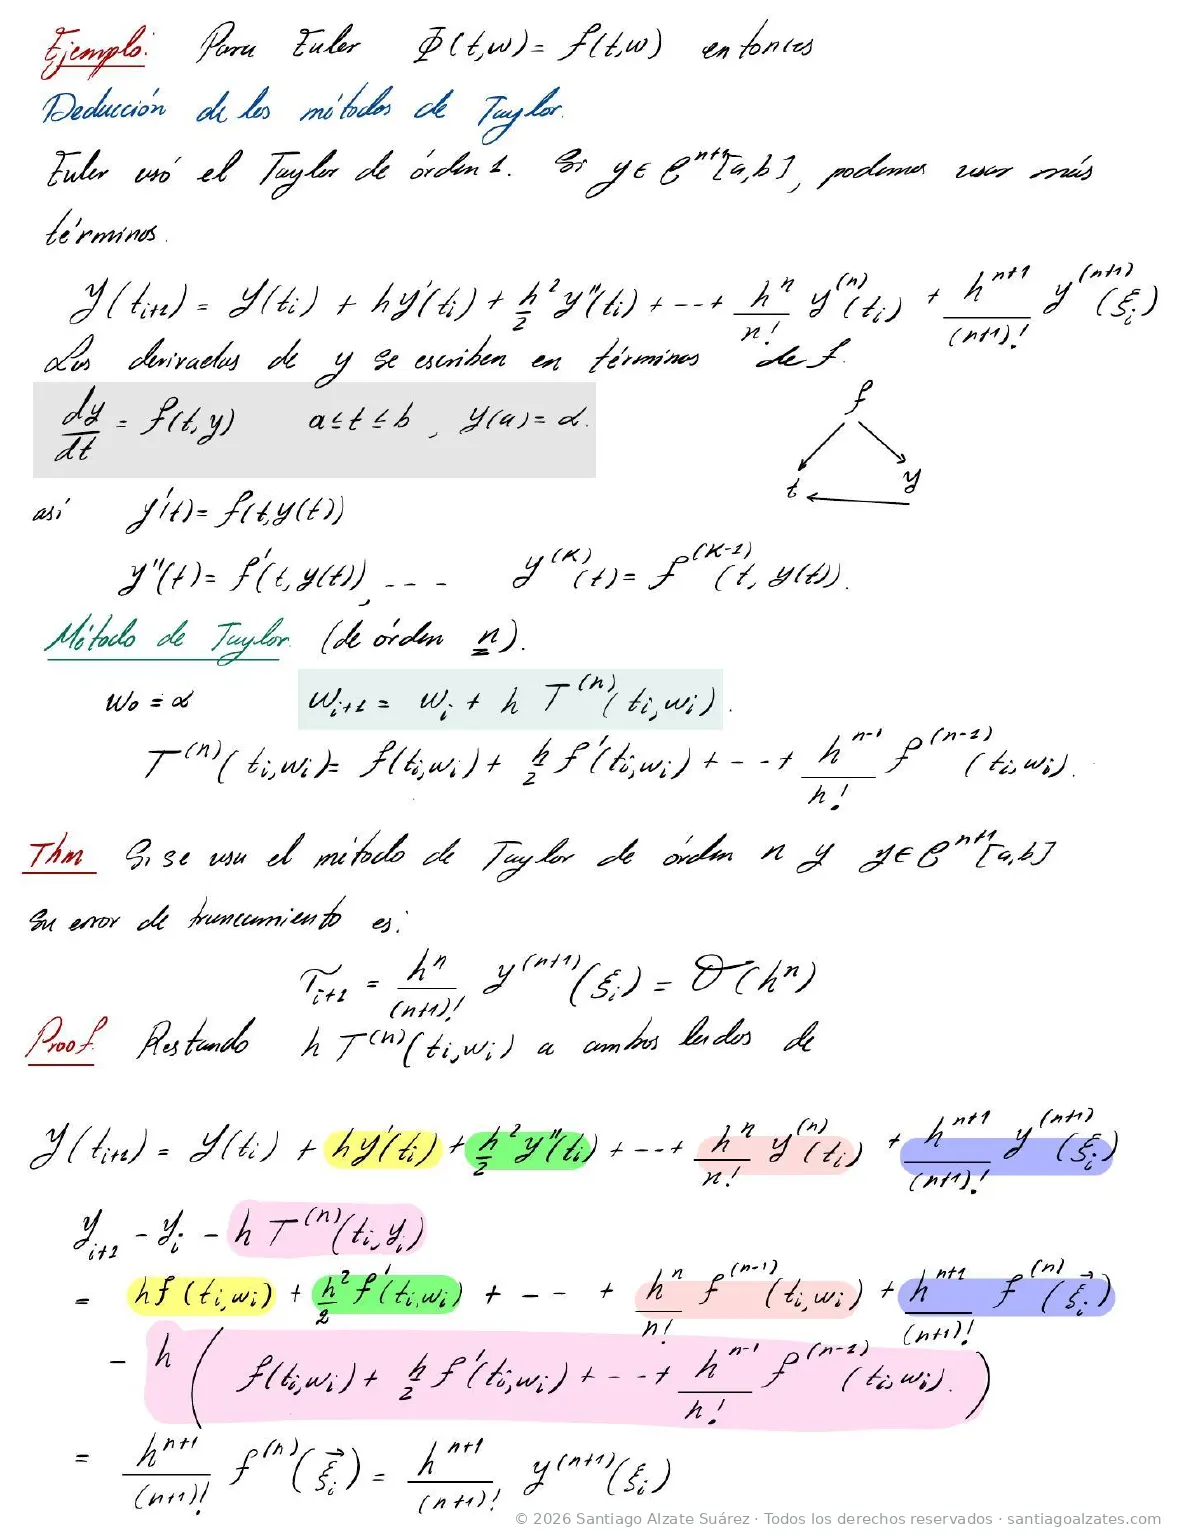 Ejemplo: Para Euler Φ(t,w) = f(t,w) entonces
Deducción de los métodos de Taylor.
Euler usó el Taylor de órden 1. Si y ∈ C^{n+1}[a,b], podemos usar más
términos.
y(t_{i+1}) = y(t_i) + hy'(t_i) + h²/2 y''(t_i) + --- + h^n/n! y^{(n)}(t_i) + h^{n+1}/(n+1)! y^{(n+1)}(ξ_i)
Las derivadas de y se escriben en términos de f.
dy/dt = f(t,y) a ≤ t ≤ b, y(a) = α.
f
t y
así y'(t) = f(t,y(t))
y''(t) = f'(t,y(t)), --- y^{(k)}(t) = f^{(k-1)}(t, y(t)).
Método de Taylor. (de órden n).
w_0 = α w_{i+1} = w_i + h T^{(n)}(t_i,w_i).
T^{(n)}(t_i,w_i) = f(t_i,w_i) + h/2 f'(t_i,w_i) + --- + h^{n-1}/n! f^{(n-1)}(t_i,w_i).
Thm Si se usa el método de Taylor de órden n y y ∈ C^{n+1}[a,b]
su error de truncamiento es:
τ_{i+1} = h^n/(n+1)! y^{(n+1)}(ξ_i) = O(h^n)
Proof. Restando h T^{(n)}(t_i,w_i) a ambos lados de
y(t_{i+1}) = y(t_i) + hy'(t_i) + h²/2 y''(t_i) + --- + h^n/n! y^{(n)}(t_i) + h^{n+1}/(n+1)! y^{(n+1)}(ξ_i)
y_{i+1} - y_i - h T^{(n)}(t_i,y_i)
= hf(t_i,w_i) + h²/2 f'(t_i,w_i) + --- + h^n/n! f^{(n-1)}(t_i,w_i) + h^{n+1}/(n+1)! f^{(n)}(ξ⃗_i)
- h ( f(t_i,w_i) + h/2 f'(t_i,w_i) + --- + h^{n-1}/n! f^{(n-1)}(t_i,w_i). )
= h^{n+1}/(n+1)! f^{(n)}(ξ⃗_i) = h^{n+1}/(n+1)! y^{(n+1)}(ξ_i)
© 2026 Santiago Alzate Suárez · Todos los derechos reservados · santiagoalzates.com